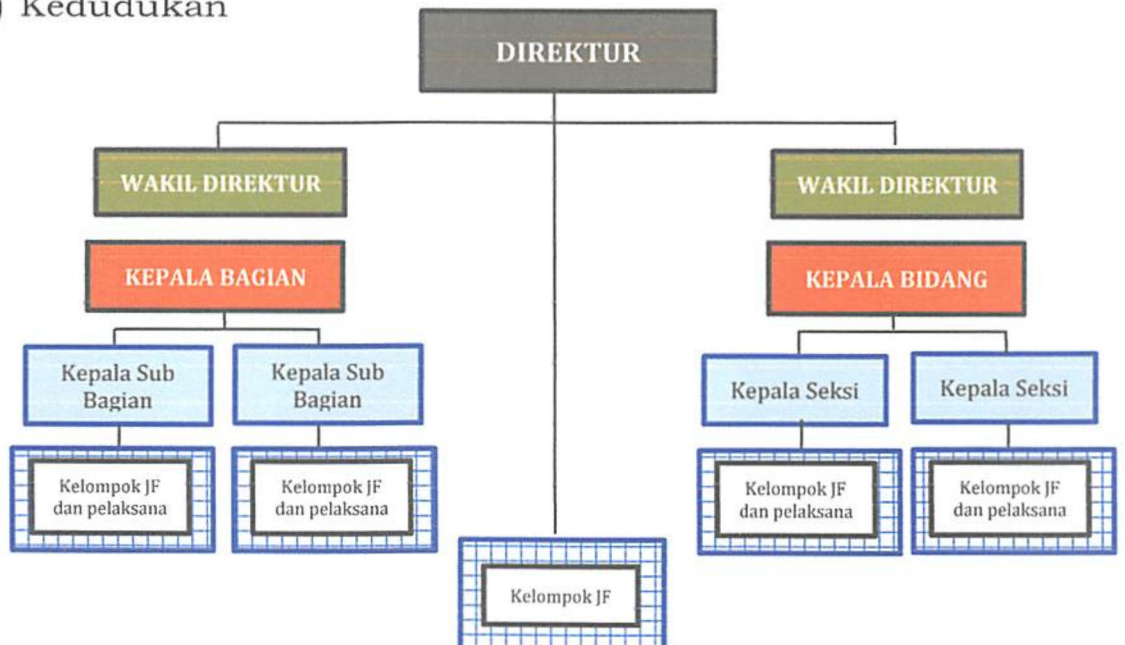 ) Kedudukan
DIREKTUR
WAKIL DIREKTUR
WAKIL DIREKTUR
KEPALA BAGIAN
KEPALA BIDANG
Kepala Sub
Bagian
Kepala Sub
Bagian
Kepala Seksi
Kepala Seksi
Kelompok JF
dan pelaksana
Kelompok JF
dan pelaksana
Kelompok JF
dan pelaksana
Kelompok JF
dan pelaksana
Kelompok JF